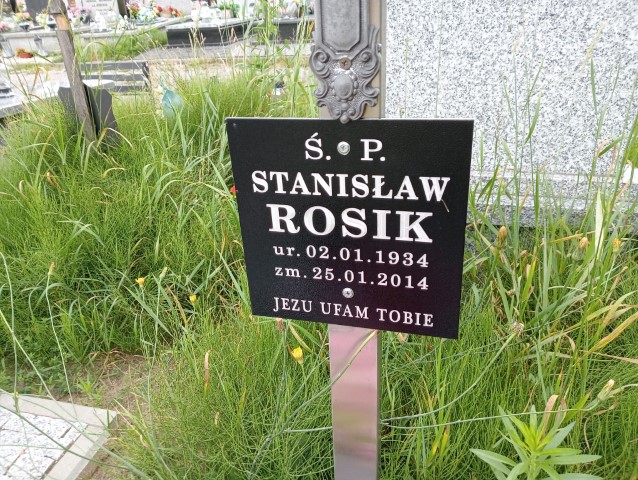 Ś. P.
STANISŁAW
ROSIK
ur. 02.01.1934
zm. 25.01.2014
JEZU UFAM TOBIE